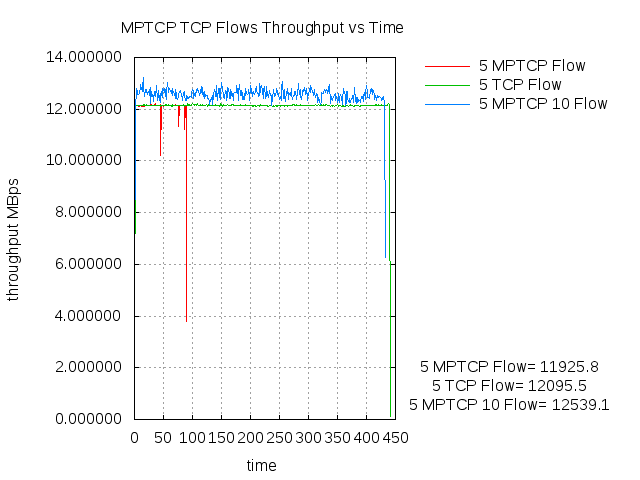 MPTCP TCP Flows Throughput vs Time
14.000000
12.000000
10.000000
8.000000
6.000000
4.000000
2.000000
0.000000
throughput MBps
0 50 100 150 200 250 300 350 400 450
time
5 MPTCP Flow
5 TCP Flow
5 MPTCP 10 Flow
5 MPTCP Flow= 11925.8
5 TCP Flow= 12095.5
5 MPTCP 10 Flow= 12539.1